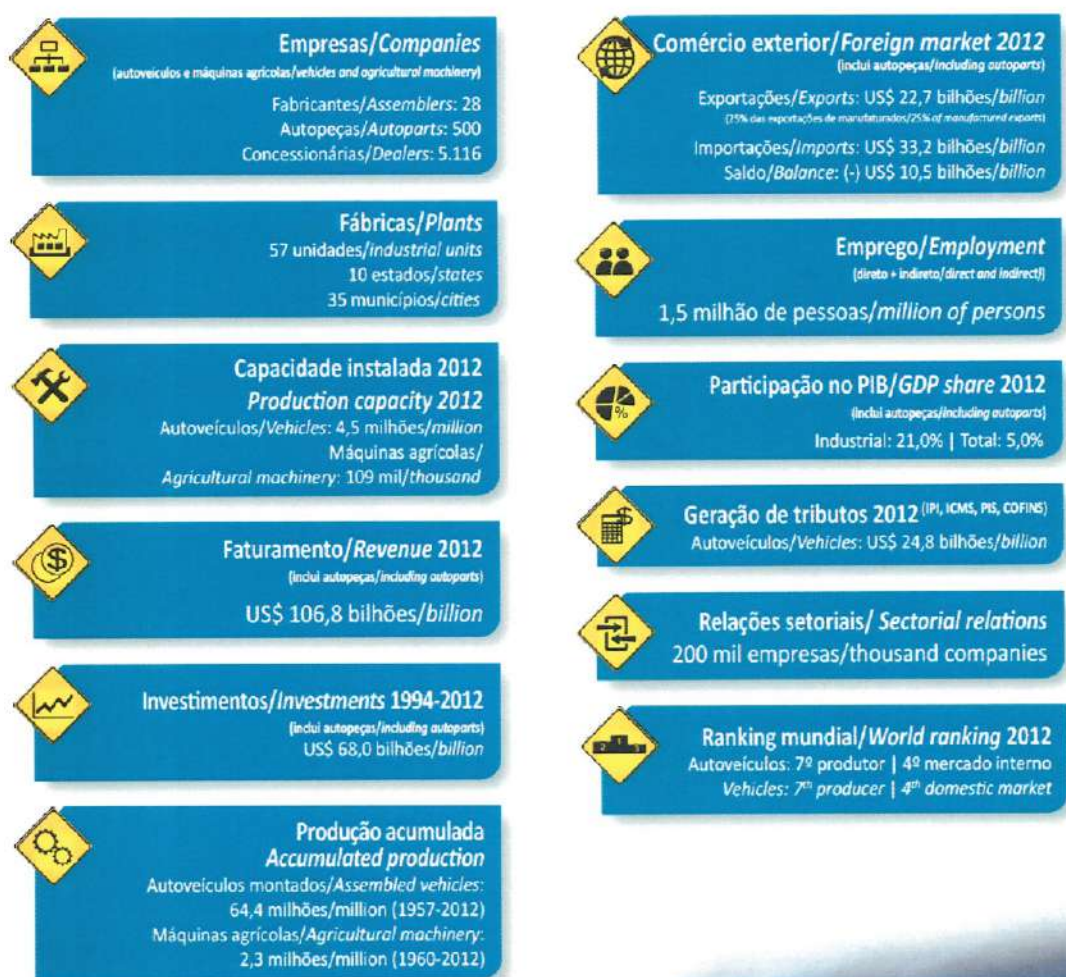 Empresas/Companies
(autoveículos e máquinas agrícolas/vehicles and agricultural machinery)
Fabricantes/Assemblers: 28
Autopeças/Autoparts: 500
Concessionárias/Dealers: 5.116
Fábricas/Plants
57 unidades/industrial units
10 estados/states
35 municípios/cities
Capacidade instalada 2012
Production capacity 2012
Autoveículos/Vehicles: 4,5 milhões/million
Máquinas agrícolas/
Agricultural machinery: 109 mil/thousand
Faturamento/Revenue 2012
(inclui autopeças/including autoparts)
US$ 106,8 bilhões/billion
Investimentos/Investments 1994-2012
(inclui autopeças/including autoparts)
US$ 68,0 bilhões/billion
Produção acumulada
Accumulated production
Autoveículos montados/Assembled vehicles:
64,4 milhões/million (1957-2012)
Máquinas agrícolas/Agricultural machinery:
2,3 milhões/million (1960-2012)
Comércio exterior/Foreign market 2012
(inclui autopeças/including autoparts)
Exportações/Exports: US$ 22,7 bilhões/billion
(25% das exportações de manufaturados/25% of manufactured exports)
Importações/Imports: US$ 33,2 bilhões/billion
Saldo/Balance: (-) US$ 10,5 bilhões/billion
Emprego/Employment
(direto + indireto/direct and indirect)
1,5 milhão de pessoas/million of persons
Participação no PIB/GDP share 2012
(inclui autopeças/including autoparts)
Industrial: 21,0% | Total: 5,0%
Geração de tributos 2012 (IPI, ICMS, PIS, COFINS)
Autoveículos/Vehicles: US$ 24,8 bilhões/billion
Relações setoriais/ Sectorial relations
200 mil empresas/thousand companies
Ranking mundial/World ranking 2012
Autoveículos: 7º produtor | 4º mercado interno
Vehicles: 7th producer | 4th domestic market